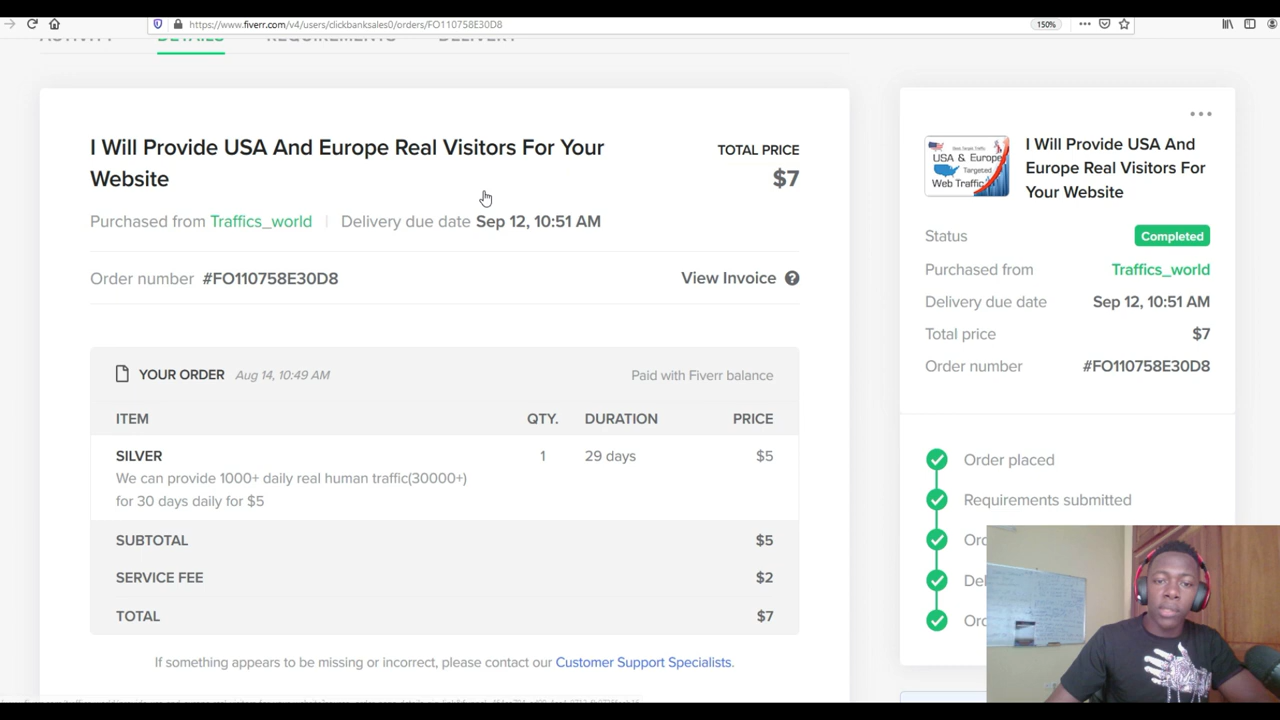 https://www.fiverr.com/v4/users/clickbanksales0/orders/FO110758E30D8
150%
DETAILS
REQUIREMENTS
DELIVERY
I Will Provide USA And Europe Real Visitors For Your
Website
TOTAL PRICE
$7
Purchased from Traffics_world
Delivery due date Sep 12, 10:51 AM
Order number #FO110758E30D8
View Invoice ?
YOUR ORDER Aug 14, 10:49 AM
Paid with Fiverr balance
ITEM QTY. DURATION PRICE
SILVER 1 29 days $5
We can provide 1000+ daily real human traffic(30000+)
for 30 days daily for $5
SUBTOTAL $5
SERVICE FEE $2
TOTAL $7
If something appears to be missing or incorrect, please contact our Customer Support Specialists.
USA & Europe
Targeted
Web Traffic
I Will Provide USA And
Europe Real Visitors For
Your Website
Status Completed
Purchased from Traffics_world
Delivery due date Sep 12, 10:51 AM
Total price $7
Order number #FO110758E30D8
Order placed
Requirements submitted